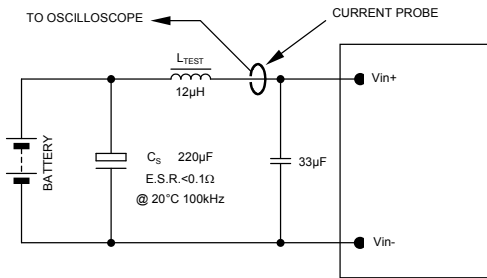 TO OSCILLOSCOPE
CURRENT PROBE
LTEST
12µH
Vin+
BATTERY
CS 220µF
E.S.R.<0.1Ω
@ 20°C 100kHz
33µF
Vin-